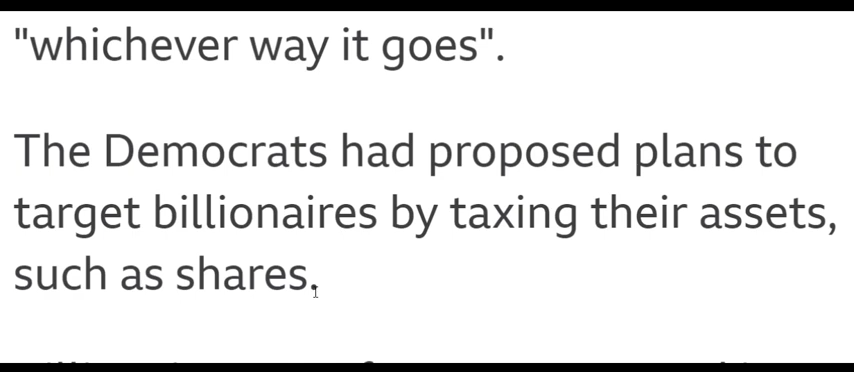 "whichever way it goes".
The Democrats had proposed plans to
target billionaires by taxing their assets,
such as shares.